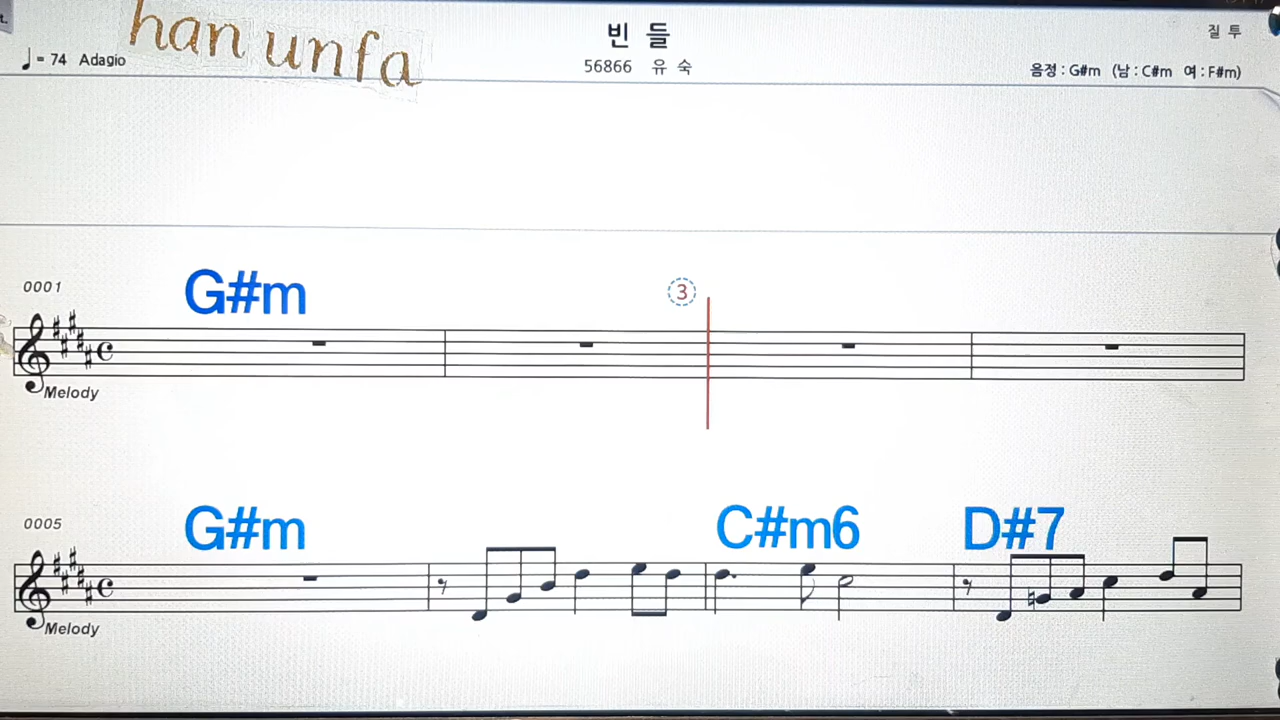 t.
han unfa
빈 들
질 투
♩ = 74 Adagio
56866 유 숙
음정 : G#m (남 : C#m 여 : F#m)
G#m
0001
3
Melody
G#m C#m6 D#7
0005
Melody